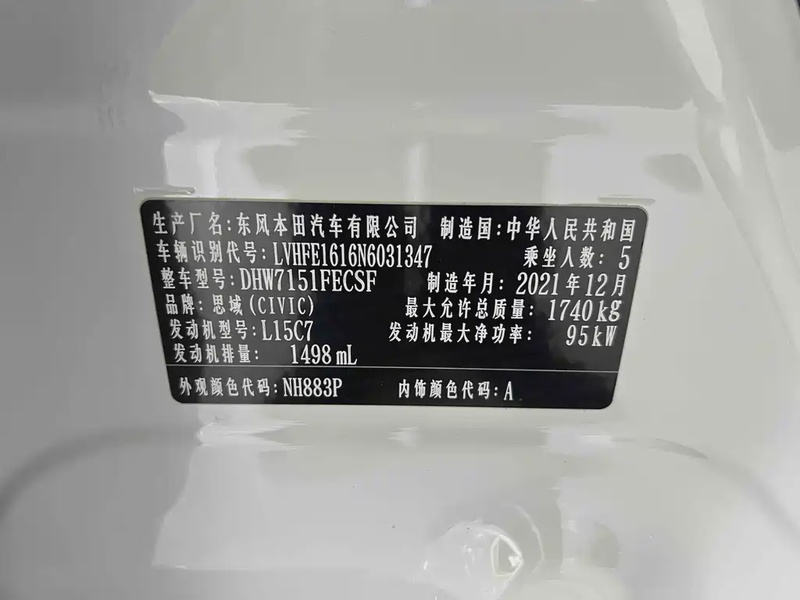 生产厂名:东风本田汽车有限公司 制造国:中华人民共和国
车辆识别代号:LVHFE1616N6031347 乘坐人数:5
整车型号:DHW7151FECSF 制造年月:2021年12月
品牌:思域(CIVIC) 最大允许总质量:1740kg
发动机型号:L15C7 发动机最大净功率:95kW
发动机排量:1498mL
外观颜色代码:NH883P 内饰颜色代码:A